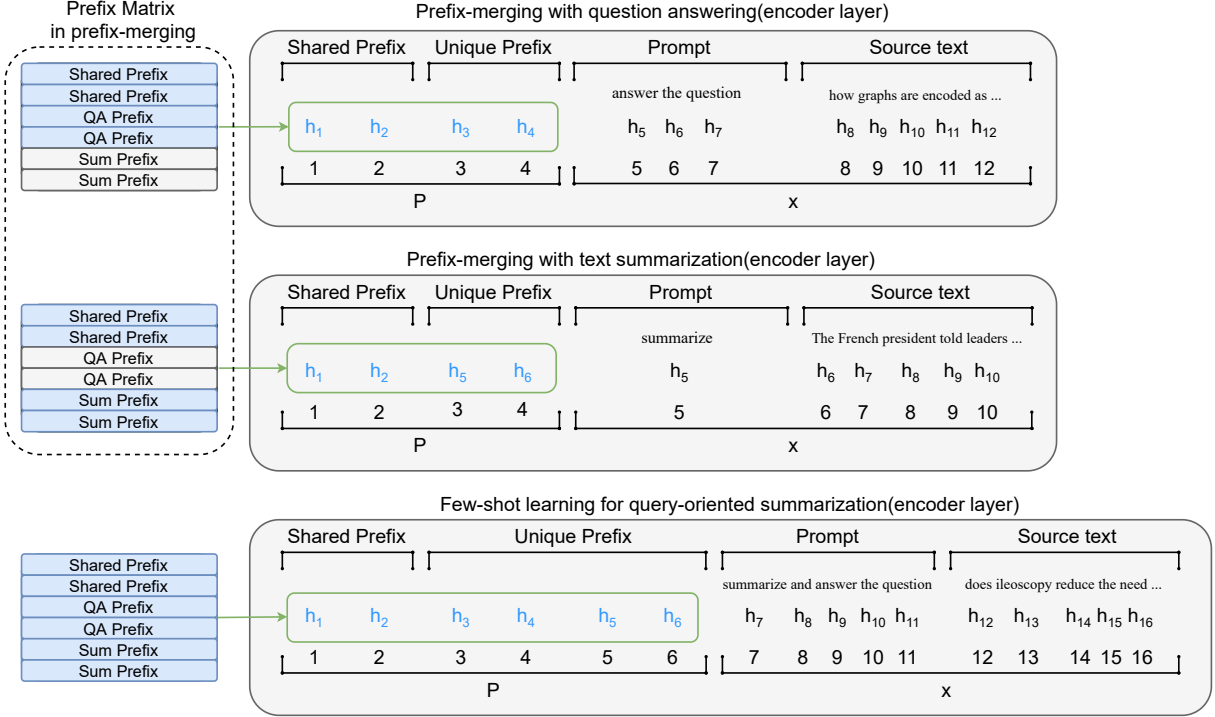 Prefix Matrix
in prefix-merging
Prefix-merging with question answering(encoder layer)
Shared Prefix Unique Prefix Prompt Source text
Shared Prefix
Shared Prefix
QA Prefix
QA Prefix
Sum Prefix
Sum Prefix
answer the question how graphs are encoded as ...
h1 h2 h3 h4 h5 h6 h7 h8 h9 h10 h11 h12
1 2 3 4 5 6 7 8 9 10 11 12
P x
Prefix-merging with text summarization(encoder layer)
Shared Prefix Unique Prefix Prompt Source text
Shared Prefix
Shared Prefix
QA Prefix
QA Prefix
Sum Prefix
Sum Prefix
summarize The French president told leaders ...
h1 h2 h5 h6 h5 h6 h7 h8 h9 h10
1 2 3 4 5 6 7 8 9 10
P x
Few-shot learning for query-oriented summarization(encoder layer)
Shared Prefix Unique Prefix Prompt Source text
Shared Prefix
Shared Prefix
QA Prefix
QA Prefix
Sum Prefix
Sum Prefix
summarize and answer the question does ileoscopy reduce the need ...
h1 h2 h3 h4 h5 h6 h7 h8 h9 h10 h11 h12 h13 h14 h15 h16
1 2 3 4 5 6 7 8 9 10 11 12 13 14 15 16
P x